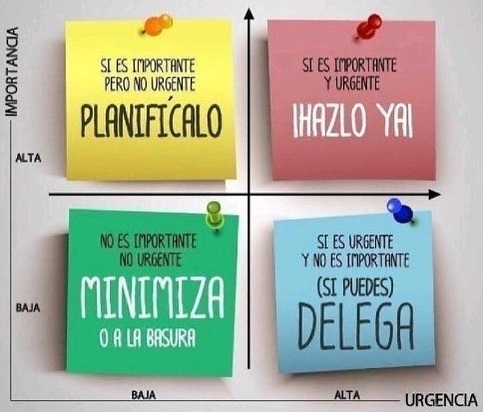 IMPORTANCIA
ALTA
BAJA
SI ES IMPORTANTE
PERO NO URGENTE
PLANIFÍCALO
SI ES IMPORTANTE
Y URGENTE
¡HAZLO YA!
NO ES IMPORTANTE
NO URGENTE
MINIMIZA
O A LA BASURA
SI ES URGENTE
Y NO ES IMPORTANTE
(SI PUEDES)
DELEGA
BAJA
ALTA
URGENCIA